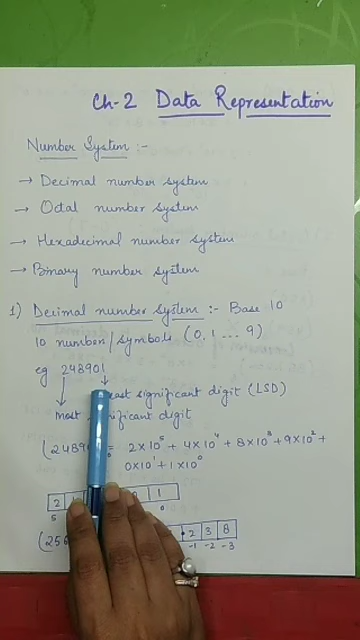 Ch-2 Data Representation
Number System :-
→ Decimal number system
→ Octal number system
→ Hexadecimal number system
→ Binary number system
1) Decimal number system :- Base 10
10 number/symbols (0, 1 ... 9)
eg 248901
least significant digit (LSD)
Most significant digit
(24890 = 2×10⁵ + 4×10⁴ + 8×10³ + 9×10² +
0×10¹ + 1×10⁰
2 1
5 0
(256 2 3 8
-1 -2 -3